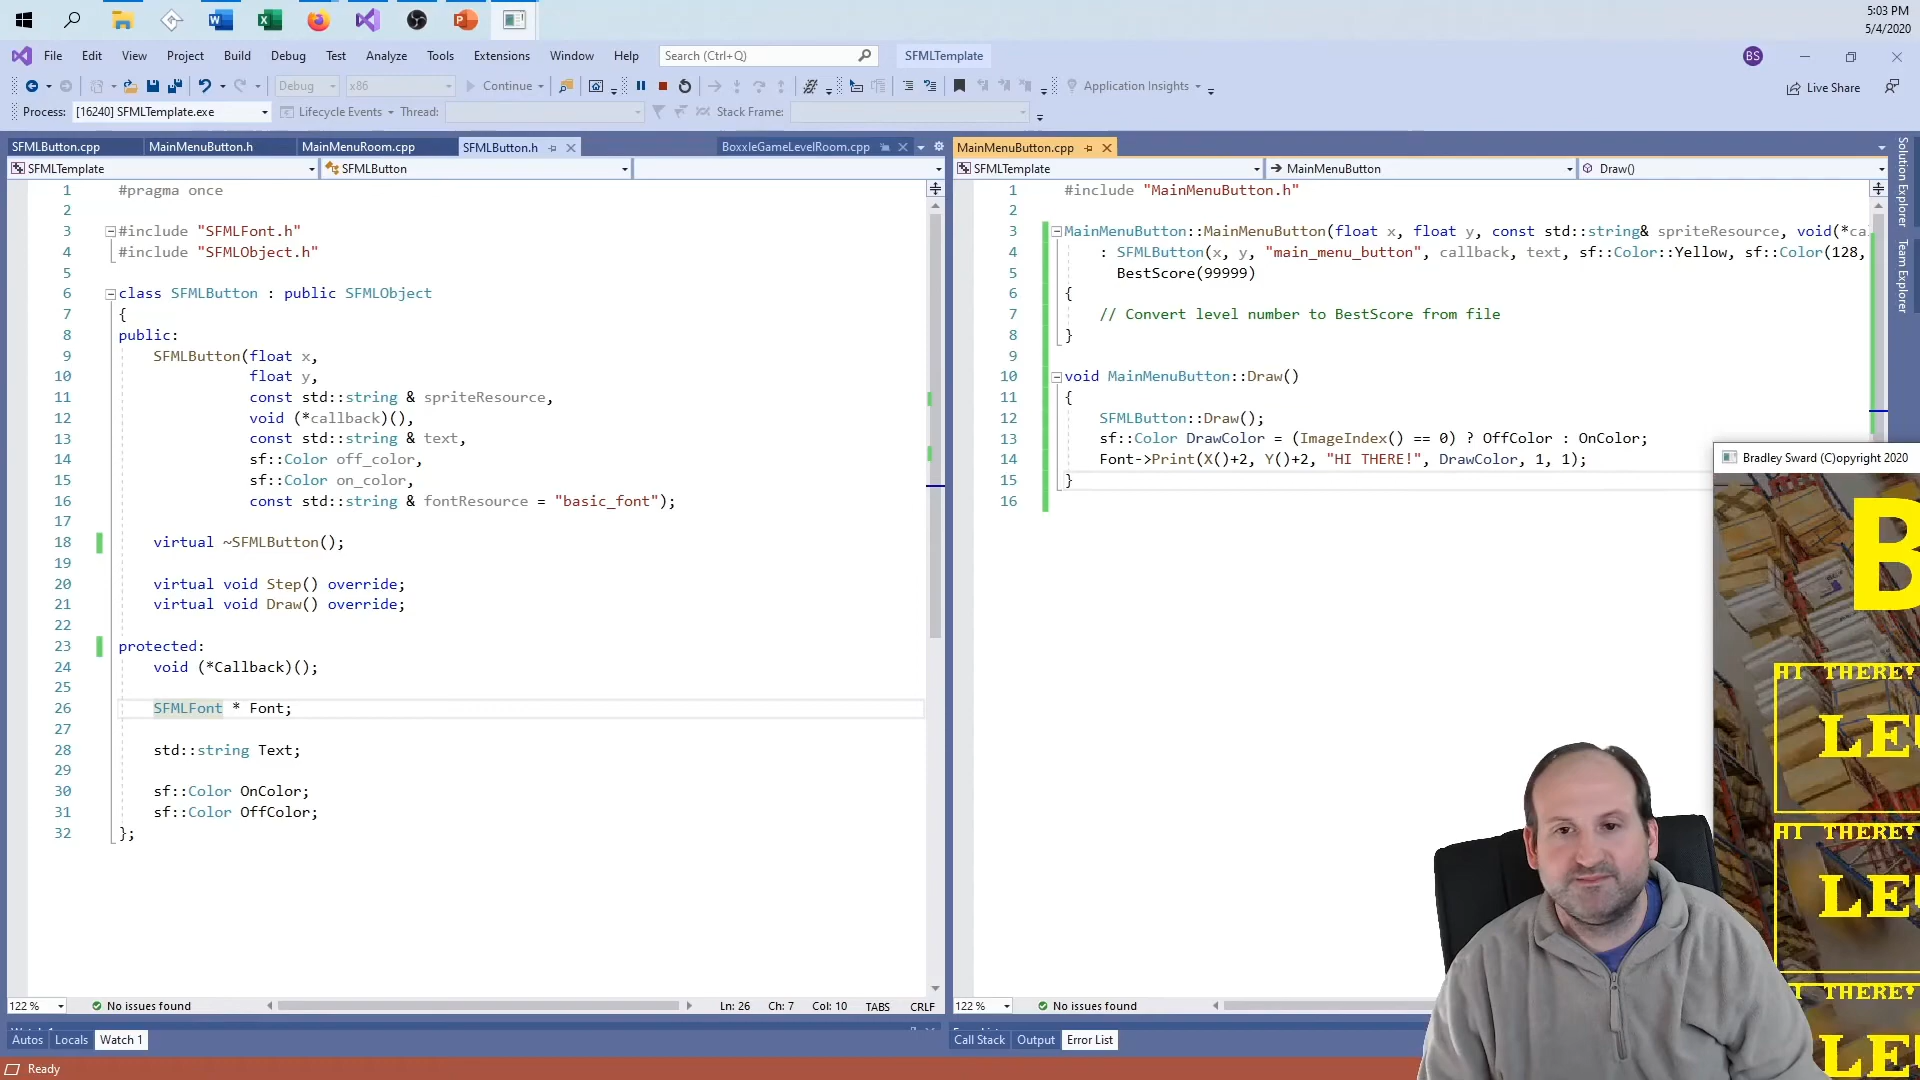 5:03 PM
5/4/2020
File Edit View Project Build Debug Test Analyze Tools Extensions Window Help Search (Ctrl+Q) SFMLTemplate BS
Debug x86 Continue Application Insights Live Share
Process: [16240] SFMLTemplate.exe Lifecycle Events Thread: Stack Frame:
SFMLButton.cpp MainMenuButton.h MainMenuRoom.cpp SFMLButton.h BoxxleGameLevelRoom.cpp
SFMLTemplate SFMLButton
1 #pragma once
2
3 #include "SFMLFont.h"
4 #include "SFMLObject.h"
5
6 class SFMLButton : public SFMLObject
7 {
8 public:
9 SFMLButton(float x,
10 float y,
11 const std::string & spriteResource,
12 void (*callback)(),
13 const std::string & text,
14 sf::Color off_color,
15 sf::Color on_color,
16 const std::string & fontResource = "basic_font");
17
18 virtual ~SFMLButton();
19
20 virtual void Step() override;
21 virtual void Draw() override;
22
23 protected:
24 void (*Callback)();
25
26 SFMLFont * Font;
27
28 std::string Text;
29
30 sf::Color OnColor;
31 sf::Color OffColor;
32 };
122 % No issues found Ln: 26 Ch: 7 Col: 10 TABS CRLF
Autos Locals Watch 1
Ready
MainMenuButton.cpp
SFMLTemplate MainMenuButton Draw()
1 #include "MainMenuButton.h"
2
3 MainMenuButton::MainMenuButton(float x, float y, const std::string& spriteResource, void(*ca
4 : SFMLButton(x, y, "main_menu_button", callback, text, sf::Color::Yellow, sf::Color(128,
5 BestScore(99999)
6 {
7 // Convert level number to BestScore from file
8 }
9
10 void MainMenuButton::Draw()
11 {
12 SFMLButton::Draw();
13 sf::Color DrawColor = (ImageIndex() == 0) ? OffColor : OnColor;
14 Font->Print(X()+2, Y()+2, "HI THERE!", DrawColor, 1, 1);
15 }
16
122 % No issues found
Call Stack Output Error List
Solution Explorer
Team Explorer
Bradley Sward (C)opyright 2020
B
HI THERE!
LE
HI THERE!
LE
HI THERE!
LE